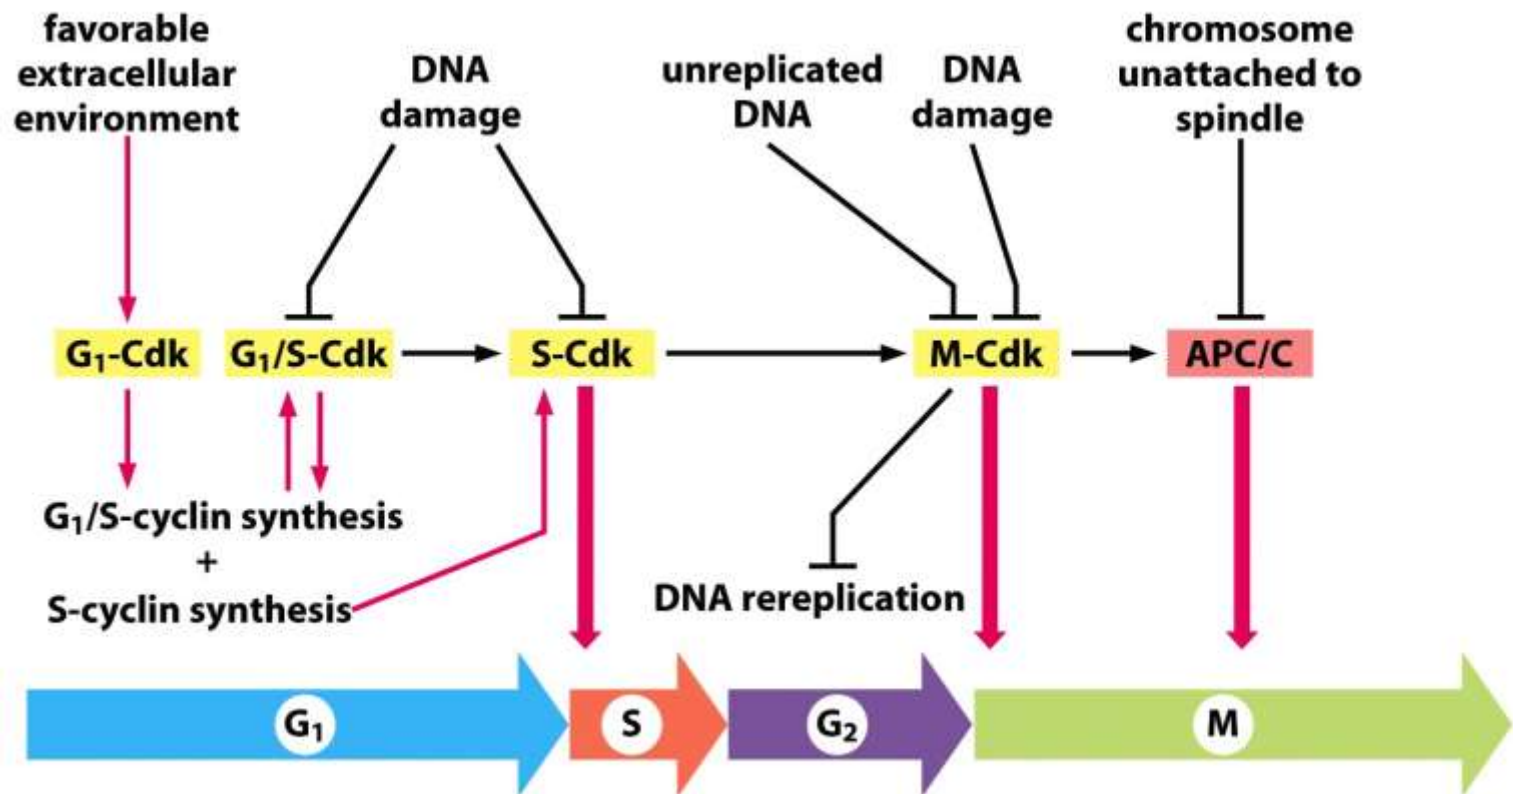 favorable
extracellular
environment
DNA
damage
unreplicated
DNA
DNA
damage
chromosome
unattached to
spindle
G₁-Cdk
G₁/S-Cdk
S-Cdk
M-Cdk
APC/C
G₁/S-cyclin synthesis
+
S-cyclin synthesis
DNA rereplication
G₁
S
G₂
M